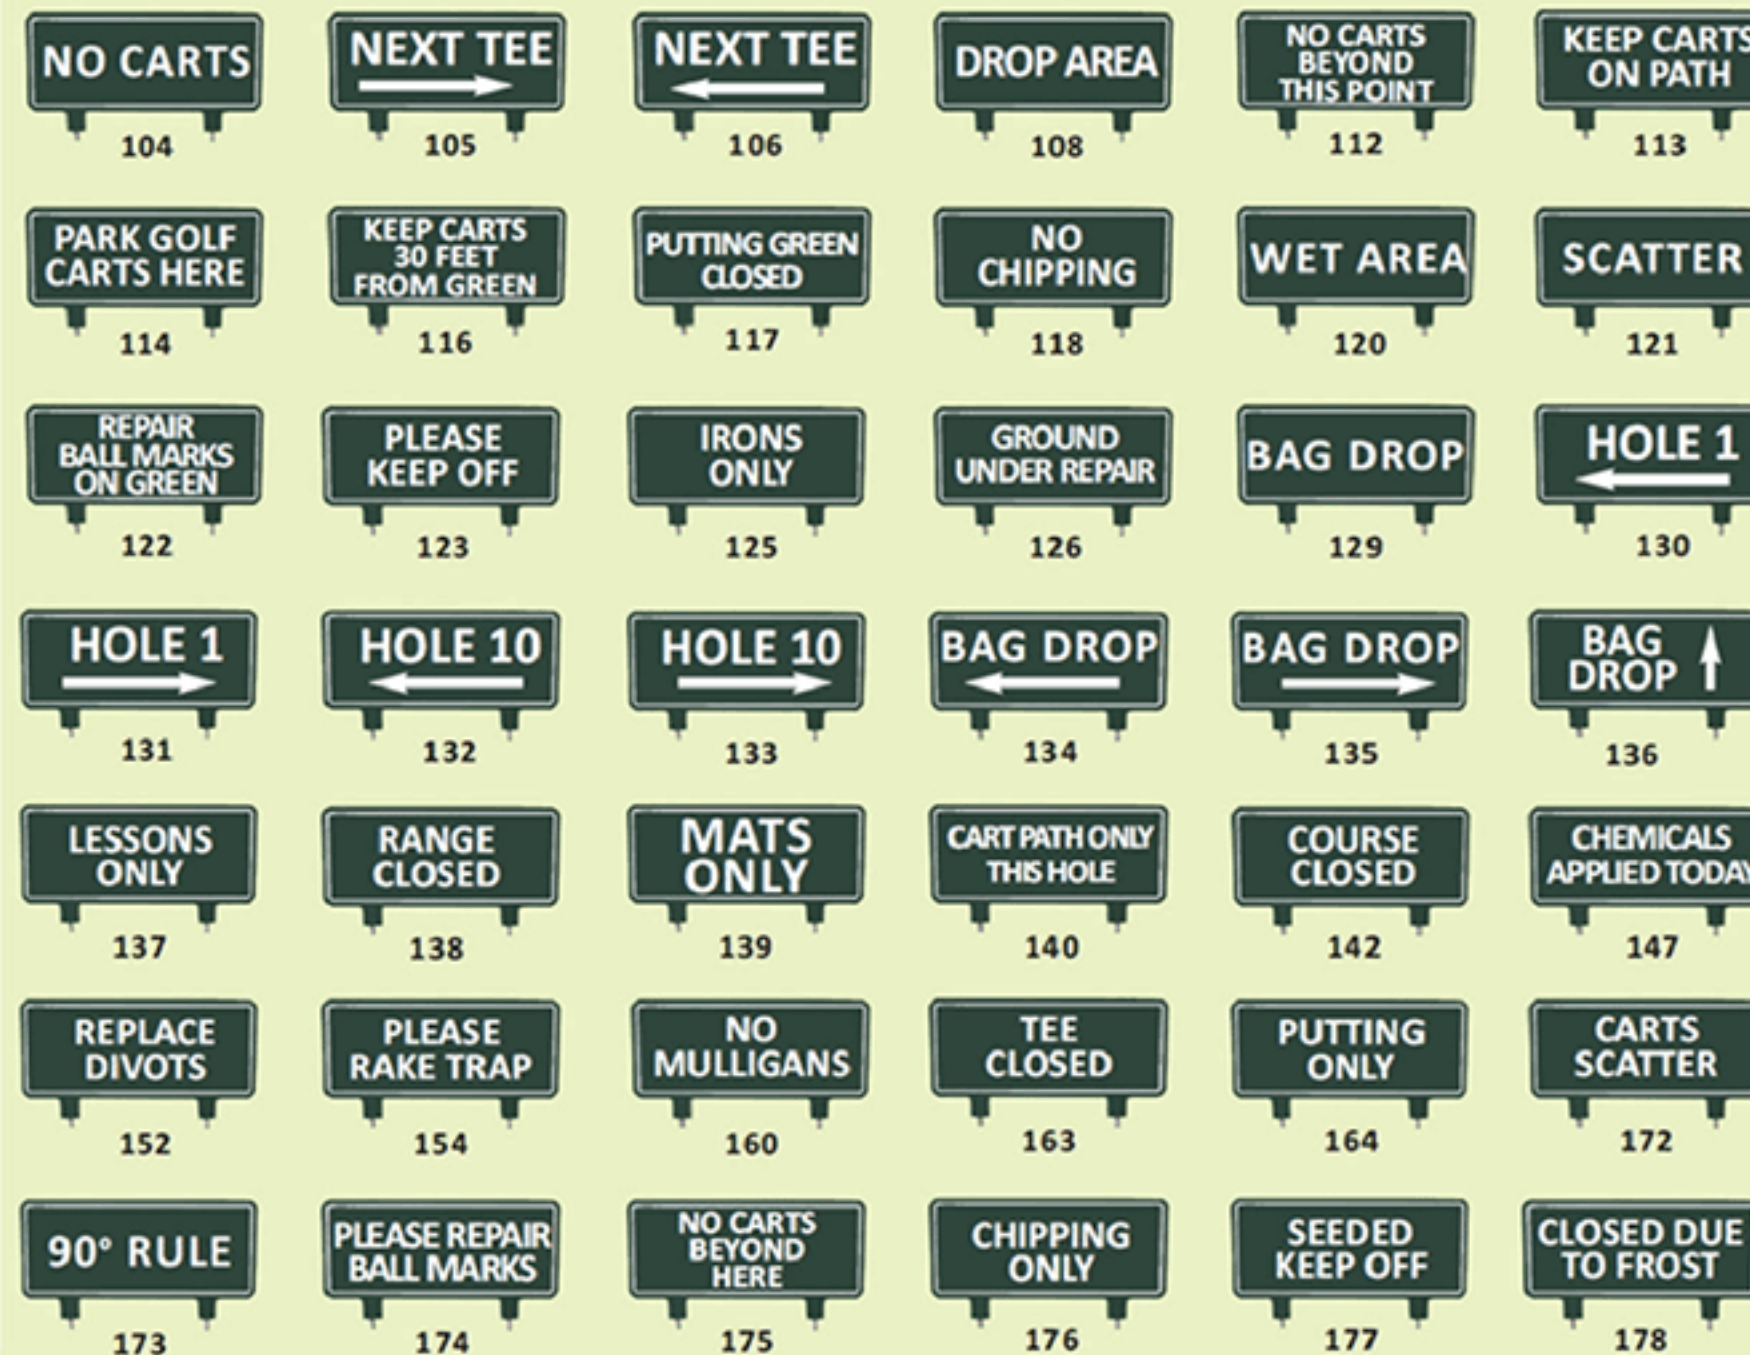 NO CARTS
104
NEXT TEE
105
NEXT TEE
106
DROP AREA
108
NO CARTS
BEYOND
THIS POINT
112
KEEP CARTS
ON PATH
113
PARK GOLF
CARTS HERE
114
KEEP CARTS
30 FEET
FROM GREEN
116
PUTTING GREEN
CLOSED
117
NO
CHIPPING
118
WET AREA
120
SCATTER
121
REPAIR
BALL MARKS
ON GREEN
122
PLEASE
KEEP OFF
123
IRONS
ONLY
125
GROUND
UNDER REPAIR
126
BAG DROP
129
HOLE 1
130
HOLE 1
131
HOLE 10
132
HOLE 10
133
BAG DROP
134
BAG DROP
135
BAG
DROP
136
LESSONS
ONLY
137
RANGE
CLOSED
138
MATS
ONLY
139
CART PATH ONLY
THIS HOLE
140
COURSE
CLOSED
142
CHEMICALS
APPLIED TODAY
147
REPLACE
DIVOTS
152
PLEASE
RAKE TRAP
154
NO
MULLIGANS
160
TEE
CLOSED
163
PUTTING
ONLY
164
CARTS
SCATTER
172
90° RULE
173
PLEASE REPAIR
BALL MARKS
174
NO CARTS
BEYOND
HERE
175
CHIPPING
ONLY
176
SEEDED
KEEP OFF
177
CLOSED DUE
TO FROST
178